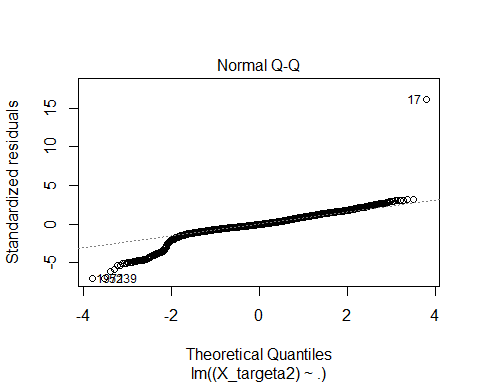 Normal Q-Q
Standardized residuals
15
10
5
0
-5
17
-4
-2
0
2
4
Theoretical Quantiles
lm((X_targeta2) ~ .)